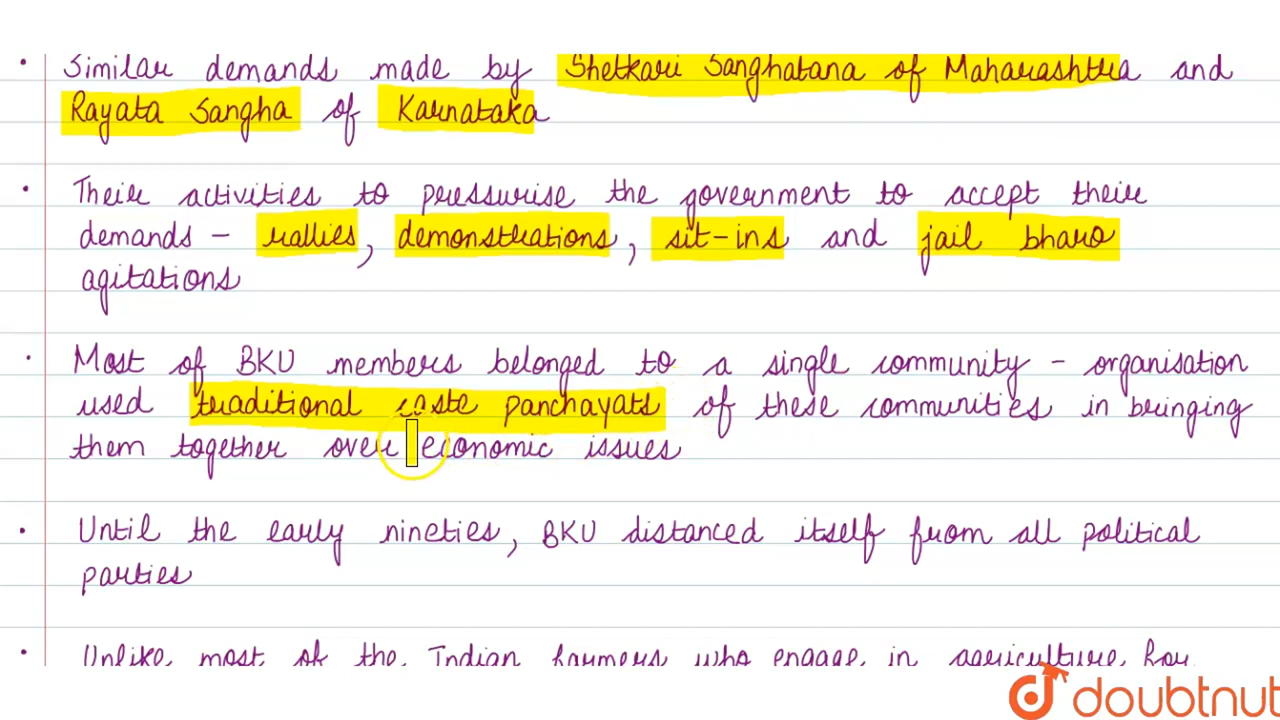 • Similar demands made by Shetkari Sanghatana of Maharashtra and
Rayata Sangha of Karnataka
• Their activities to pressurise the government to accept their
demands – rallies, demonstrations, sit-ins and jail bharo
agitations
• Most of BKU members belonged to a single community – organisation
used traditional caste panchayats of these communities in bringing
them together over economic issues
• Until the early nineties, BKU distanced itself from all political
parties
• Unlike most of the Indian farmers who engage in agriculture for
doubtnut